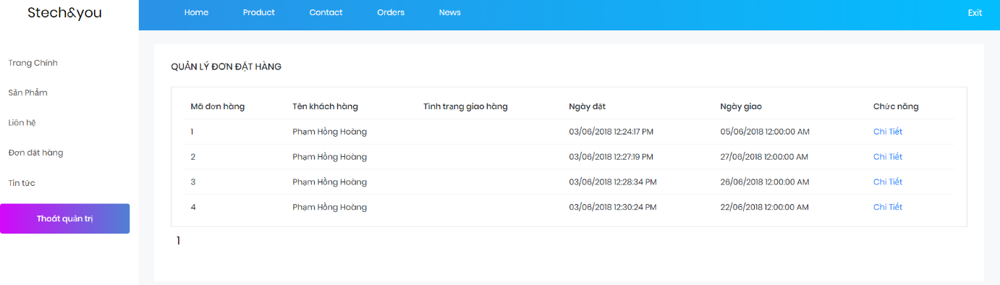 Stech&you
Home Product Contact Orders News Exit
Trang Chính
Sản Phẩm
Liên hệ
Đơn đặt hàng
Tin tức
Thoát quản trị
QUẢN LÝ ĐƠN ĐẶT HÀNG
Mã đơn hàng Tên khách hàng Tình trạng giao hàng Ngày đặt Ngày giao Chức năng
1 Phạm Hồng Hoàng 03/06/2018 12:24:17 PM 05/06/2018 12:00:00 AM Chi Tiết
2 Phạm Hồng Hoàng 03/06/2018 12:27:19 PM 27/06/2018 12:00:00 AM Chi Tiết
3 Phạm Hồng Hoàng 03/06/2018 12:28:34 PM 26/06/2018 12:00:00 AM Chi Tiết
4 Phạm Hồng Hoàng 03/06/2018 12:30:24 PM 22/06/2018 12:00:00 AM Chi Tiết
1